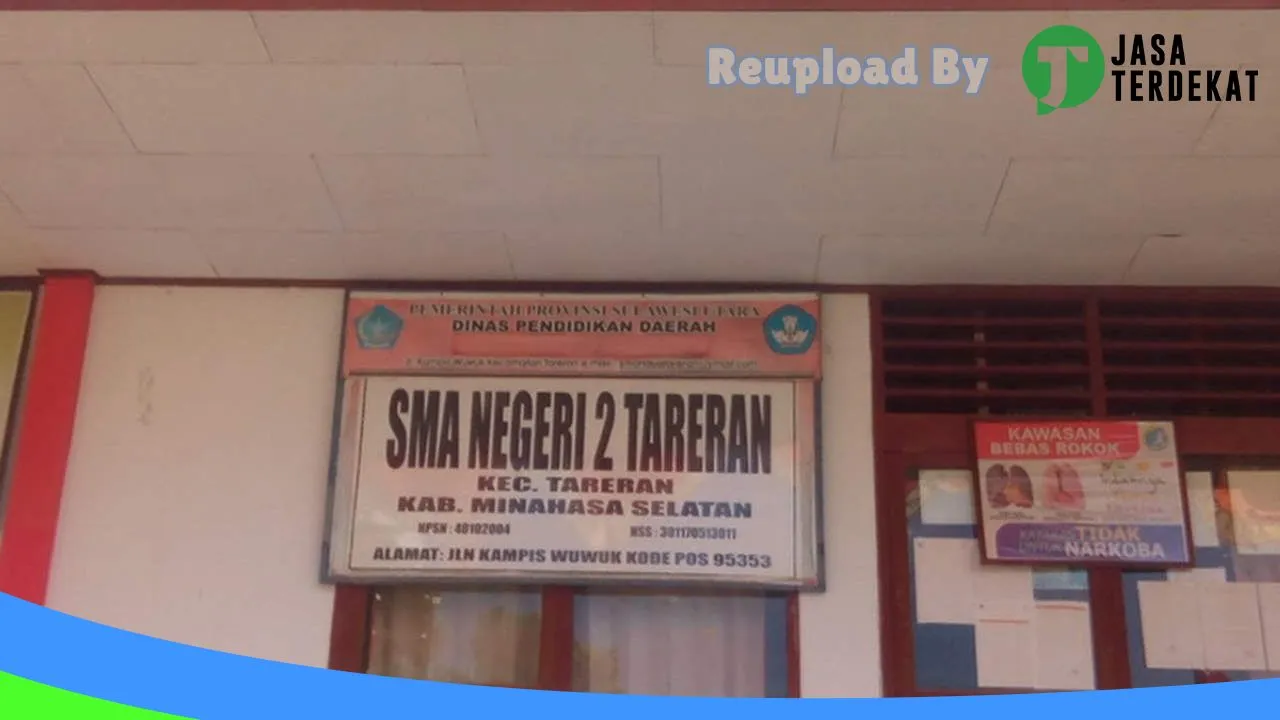 Reupload By
JASA
TERDEKAT
PEMERINTAH PROVINSI SULAWESI UTARA
DINAS PENDIDIKAN DAERAH
SMA NEGERI 2 TARERAN
KEC. TARERAN
KAB. MINAHASA SELATAN
NPSN : 40102004
NSS : 301170513011
ALAMAT: JLN KAMPIS WUWUK KODE POS 95353
KAWASAN
BEBAS ROKOK
TIDAK
NARKOBA